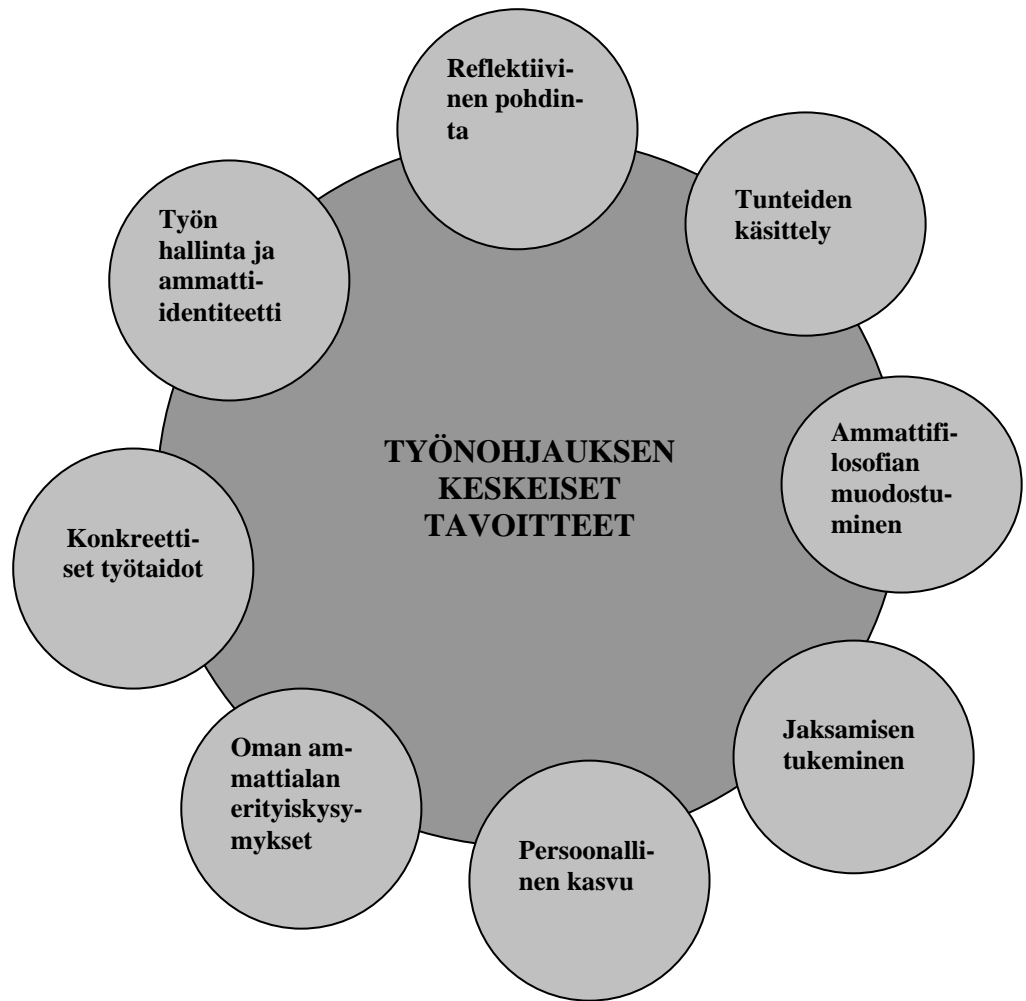 Reflektiivi-
nen pohdin-
ta
Tunteiden
käsittely
Työn
hallinta ja
ammatti-
identiteetti
Ammattifi-
losofian
muodostu-
minen
TYÖNOHJAUKSEN
KESKEISET
TAVOITTEET
Konkreetti-
set työtaidot
Jaksamisen
tukeminen
Oman am-
mattialan
erityiskysy-
mykset
Persoonalli-
nen kasvu